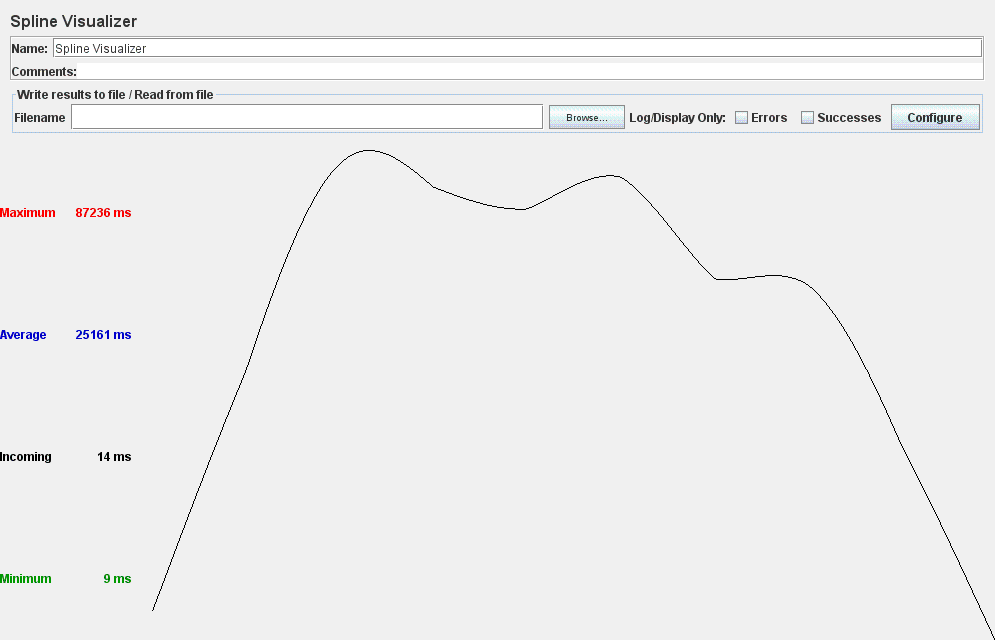 Spline Visualizer
Name: Spline Visualizer
Comments:
Write results to file / Read from file
Filename Browse... Log/Display Only: Errors Successes Configure
Maximum 87236 ms
Average 25161 ms
Incoming 14 ms
Minimum 9 ms